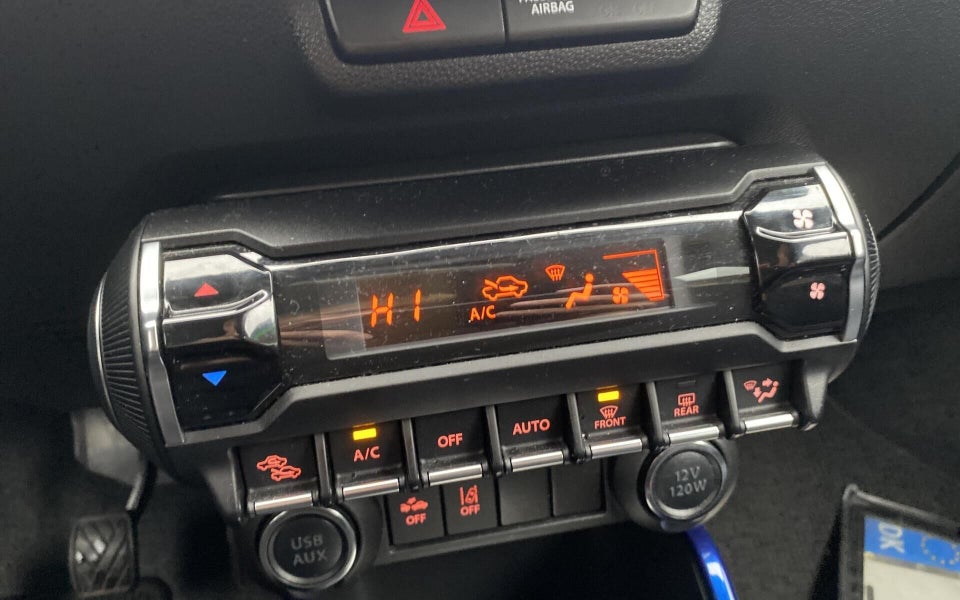 AIRBAG
HI
A/C
A/C
OFF
AUTO
FRONT
REAR
OFF
OFF
12V
120W
USB
AUX
DK